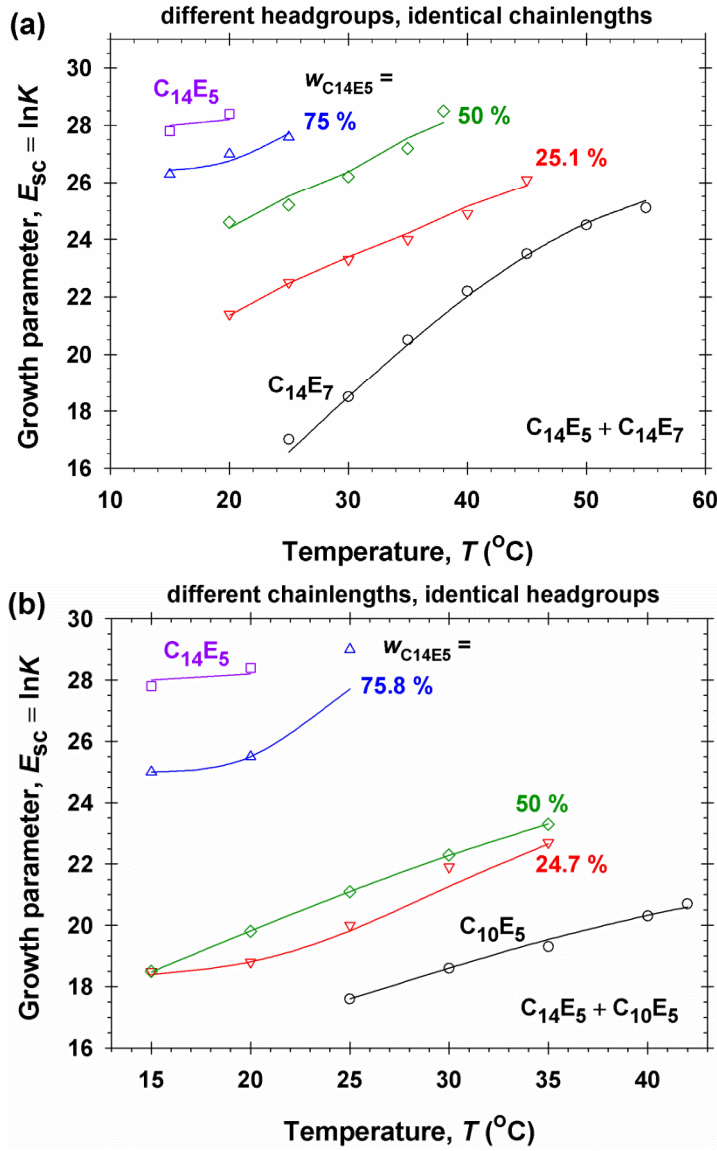 (a)
different headgroups, identical chainlengths
Growth parameter, Esc = lnK
30
28
26
24
22
20
18
16
C14E5
wC14E5 =
75 %
50 %
25.1 %
C14E7
C14E5 + C14E7
10 20 30 40 50 60
Temperature, T (oC)
(b)
different chainlengths, identical headgroups
Growth parameter, Esc = lnK
30
28
26
24
22
20
18
16
C14E5
wC14E5 =
75.8 %
50 %
24.7 %
C10E5
C14E5 + C10E5
15 20 25 30 35 40
Temperature, T (oC)